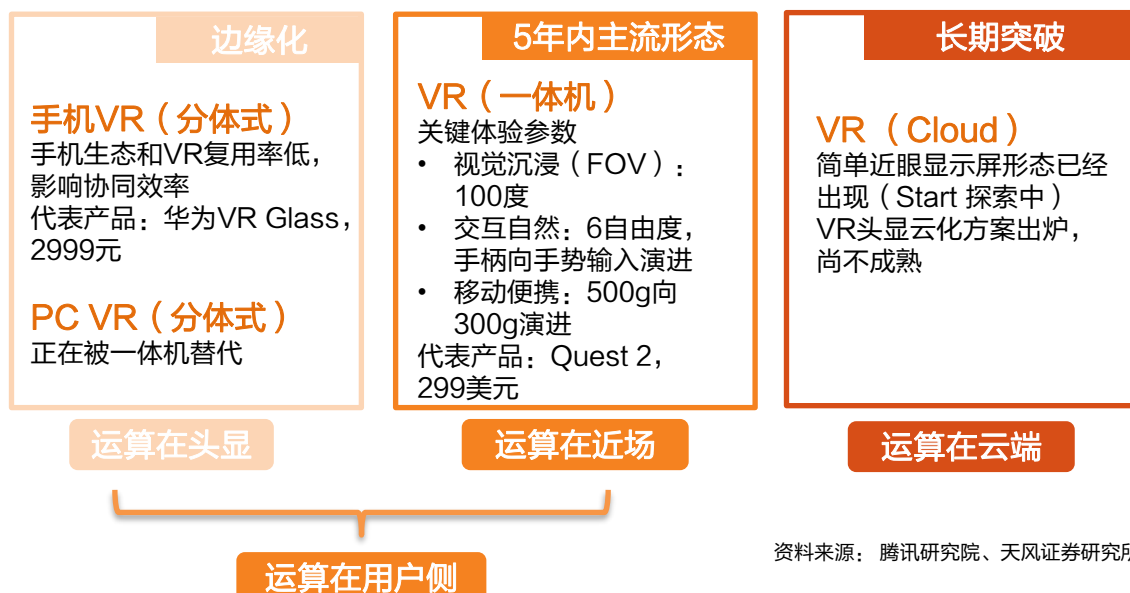 边缘化
手机VR（分体式）
手机生态和VR复用率低，
影响协同效率
代表产品：华为VR Glass，
2999元
PC VR（分体式）
正在被一体机替代
运算在头显
5年内主流形态
VR（一体机）
关键体验参数
• 视觉沉浸（FOV）：
100度
• 交互自然：6自由度，
手柄向手势输入演进
• 移动便携：500g向
300g演进
代表产品：Quest 2，
299美元
运算在近场
长期突破
VR （Cloud）
简单近眼显示屏形态已经
出现（Start 探索中）
VR头显云化方案出炉，
尚不成熟
运算在云端
运算在用户侧
资料来源： 腾讯研究院、天风证券研究所